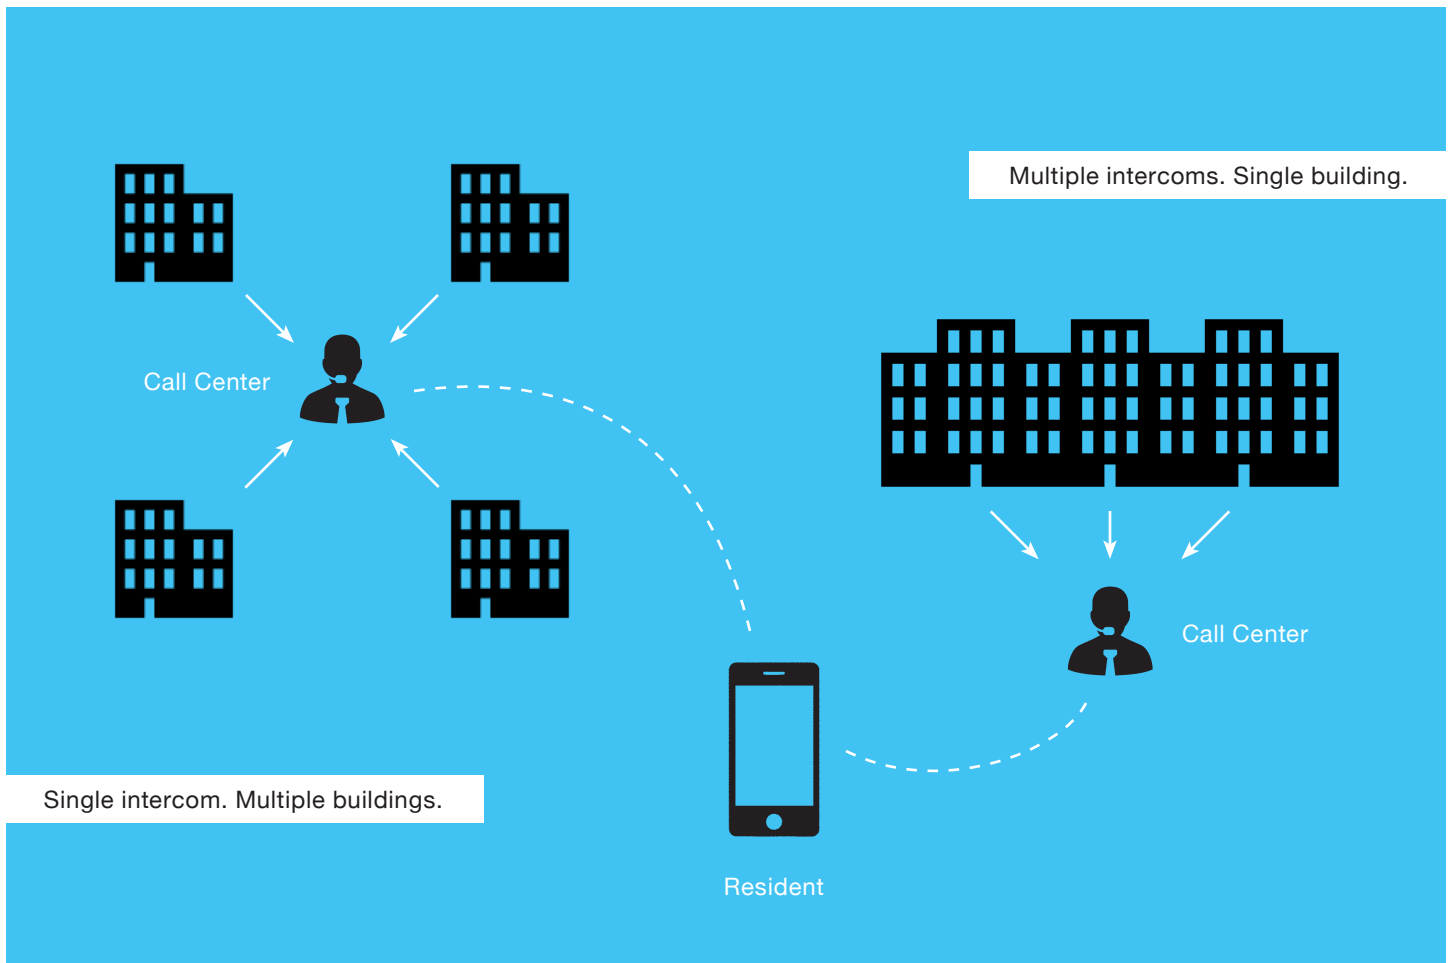 Multiple intercoms. Single building.
Call Center
Call Center
Single intercom. Multiple buildings.
Resident